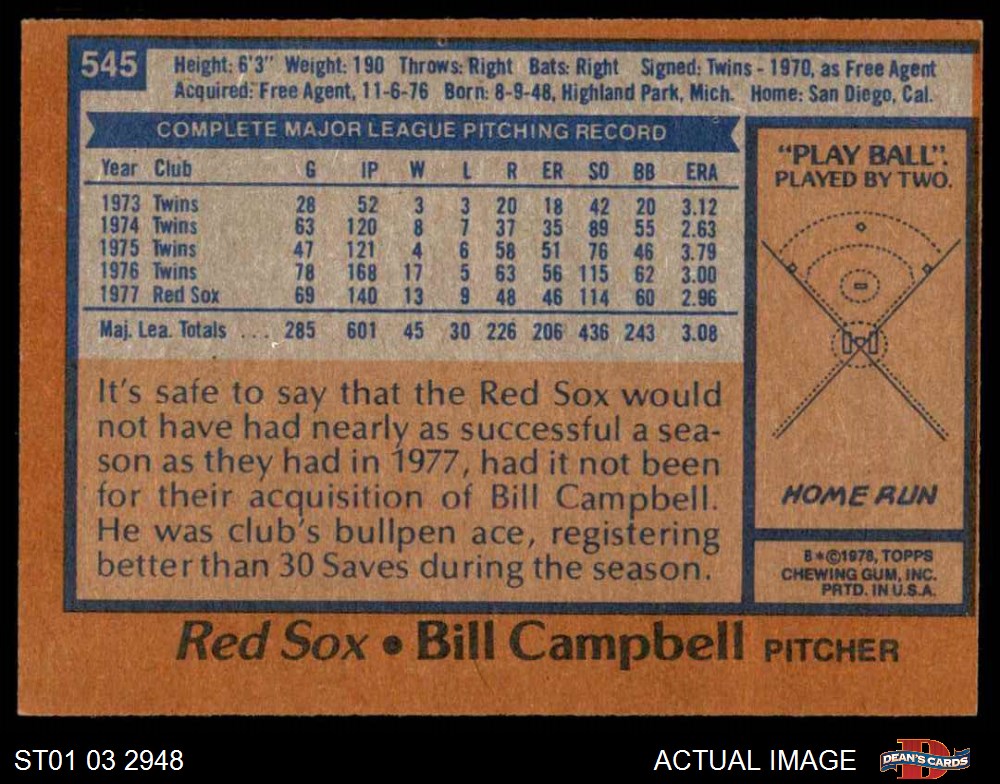 545
Height: 6'3" Weight: 190 Throws: Right Bats: Right Signed: Twins - 1970, as Free Agent
Acquired: Free Agent, 11-6-76 Born: 8-9-48, Highland Park, Mich. Home: San Diego, Cal.
COMPLETE MAJOR LEAGUE PITCHING RECORD
Year Club G IP W L R ER SO BB ERA
1973 Twins 28 52 3 3 20 18 42 20 3.12
1974 Twins 63 120 8 7 37 35 89 55 2.63
1975 Twins 47 121 4 6 58 51 76 46 3.79
1976 Twins 78 168 17 5 63 56 115 62 3.00
1977 Red Sox 69 140 13 9 48 46 114 60 2.96
Maj. Lea. Totals ... 285 601 45 30 226 206 436 243 3.08
It's safe to say that the Red Sox would
not have had nearly as successful a sea-
son as they had in 1977, had it not been
for their acquisition of Bill Campbell.
He was club's bullpen ace, registering
better than 30 Saves during the season.
"PLAY BALL".
PLAYED BY TWO.
HOME RUN
B*©1978, TOPPS
CHEWING GUM, INC.
PRTD. IN U.S.A.
Red Sox • Bill Campbell PITCHER
ST01 03 2948
ACTUAL IMAGE
DEAN'S CARDS